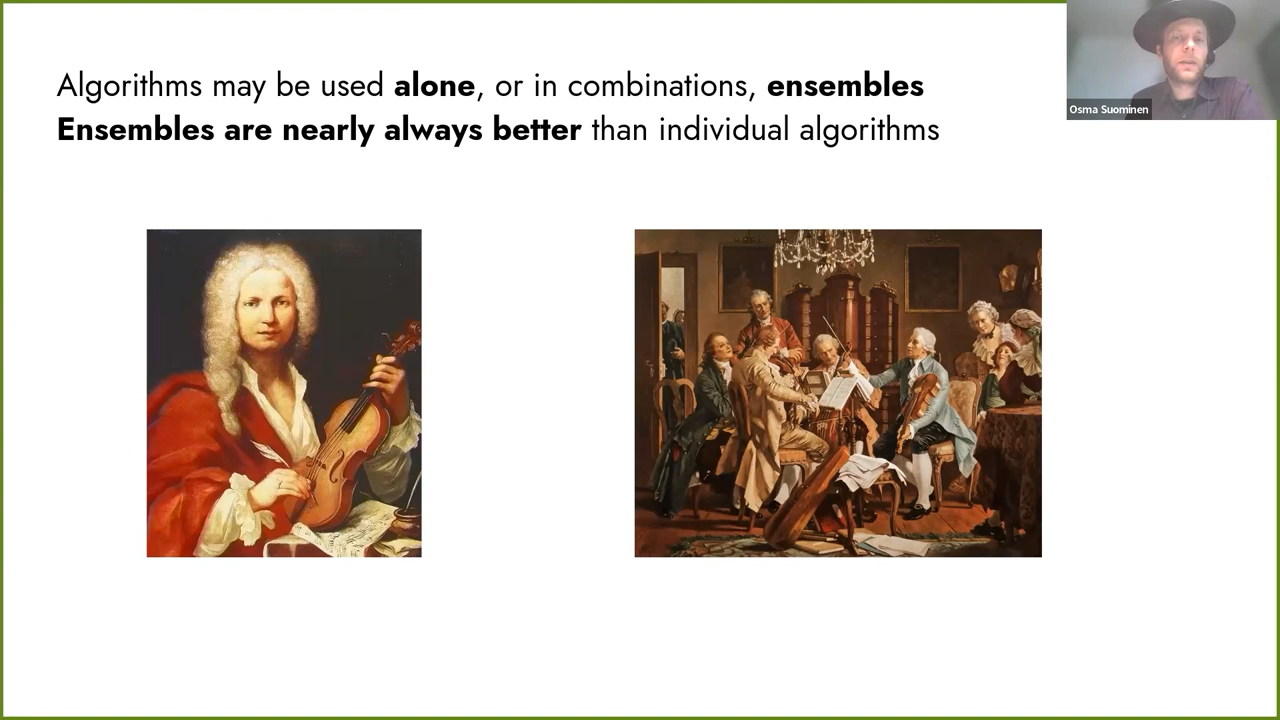 Algorithms may be used alone, or in combinations, ensembles
Ensembles are nearly always better than individual algorithms
Osma Suominen